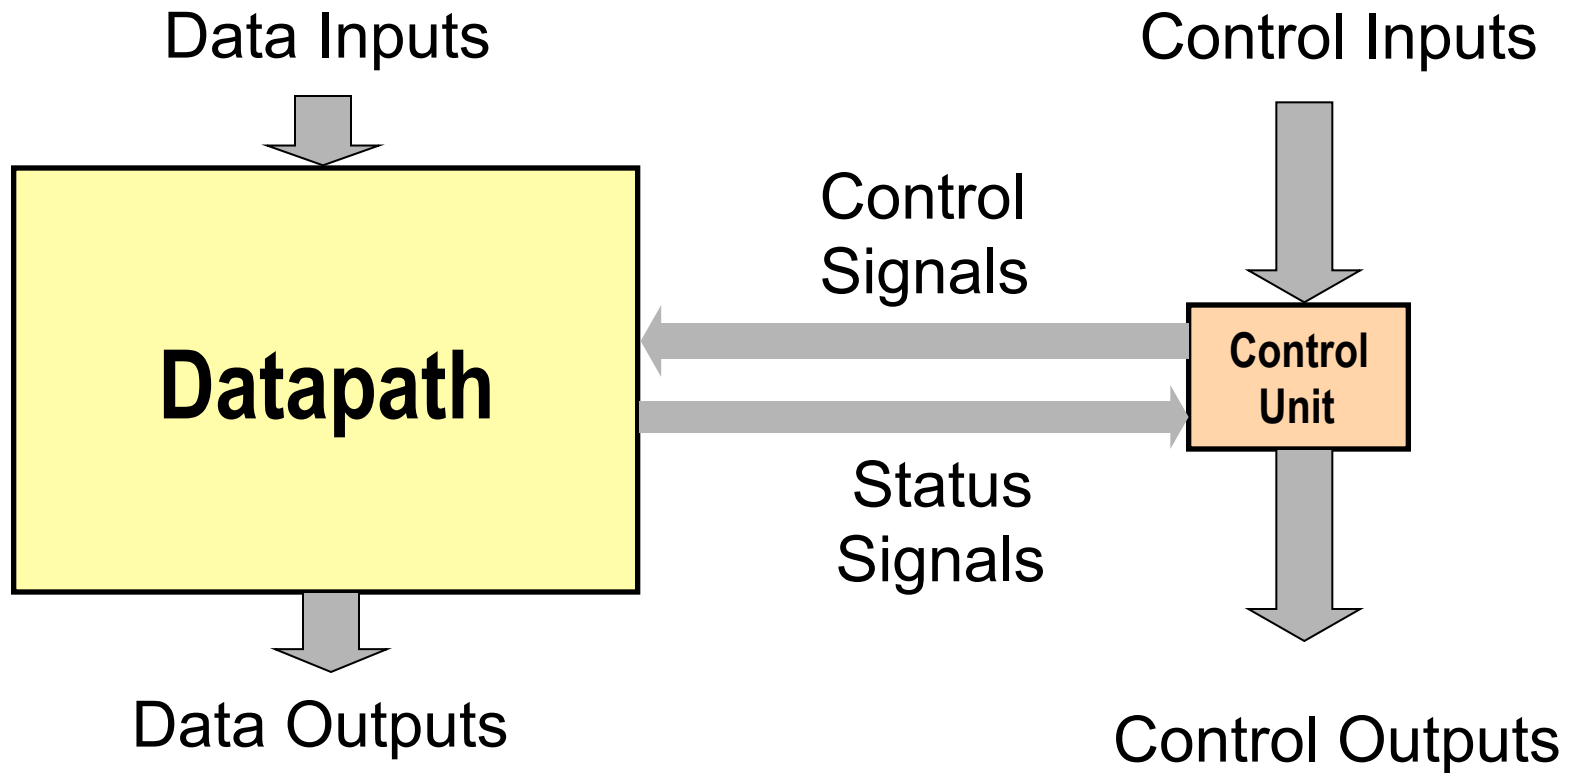 Data Inputs
Control Inputs
Control
Signals
Datapath
Control
Unit
Status
Signals
Data Outputs
Control Outputs